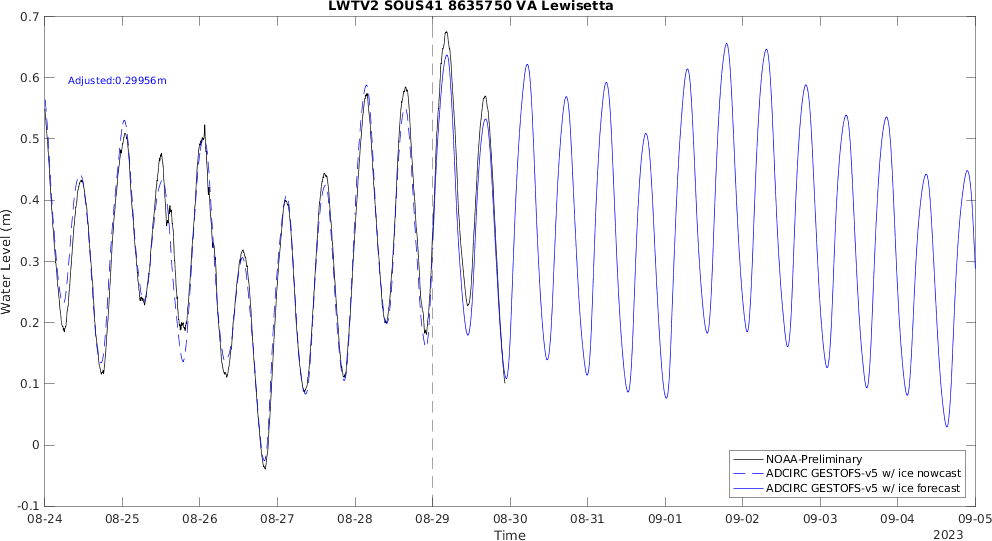 LWTV2 SOUS41 8635750 VA Lewisetta
0.7
0.6
0.5
0.4
0.3
0.2
0.1
0
-0.1
Water Level (m)
Adjusted:0.29956m
NOAA-Preliminary
ADCIRC GESTOFS-v5 w/ ice nowcast
ADCIRC GESTOFS-v5 w/ ice forecast
08-24 08-25 08-26 08-27 08-28 08-29 08-30 08-31 09-01 09-02 09-03 09-04 09-05
Time
2023